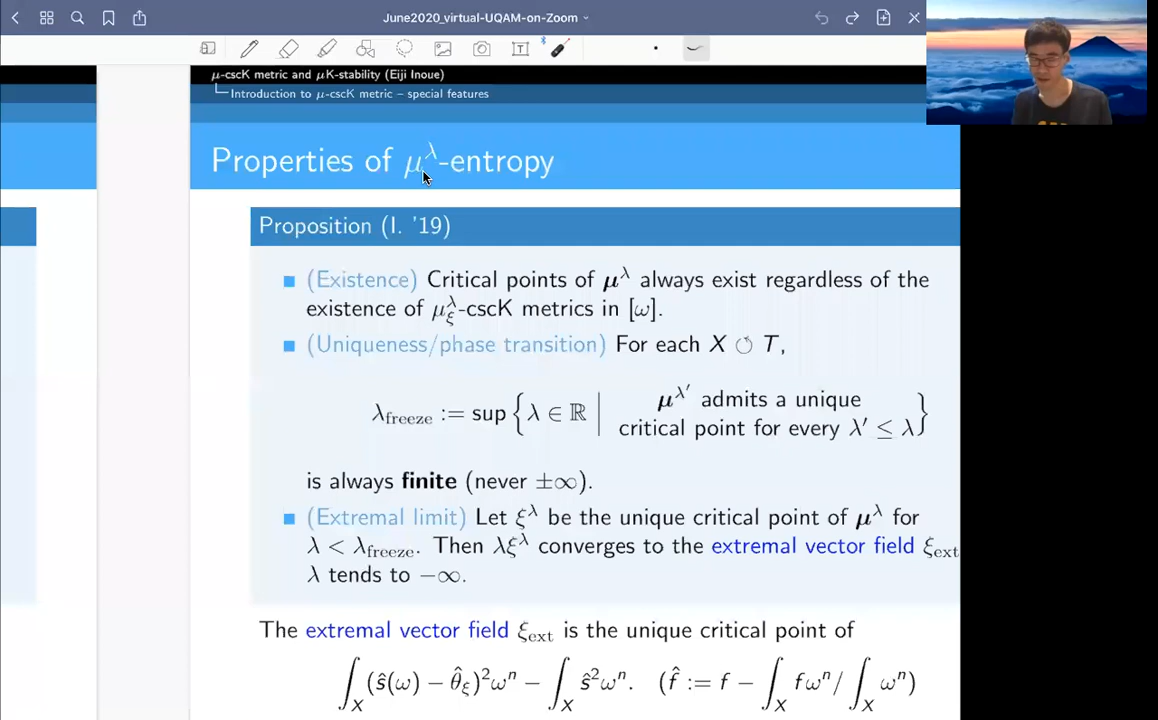 June2020_virtual-UQAM-on-Zoom
μ-cscK metric and μK-stability (Eiji Inoue)
Introduction to μ-cscK metric – special features
Properties of μ^λ-entropy
Proposition (I. '19)
(Existence) Critical points of μ^λ always exist regardless of the
existence of μ^λ_ξ-cscK metrics in [ω].
(Uniqueness/phase transition) For each X ↺ T,
λ_freeze := sup { λ ∈ ℝ | μ^λ′ admits a unique
critical point for every λ′ ≤ λ }
is always finite (never ±∞).
(Extremal limit) Let ξ^λ be the unique critical point of μ^λ for
λ < λ_freeze. Then λξ^λ converges to the extremal vector field ξ_ext
λ tends to −∞.
The extremal vector field ξ_ext is the unique critical point of
∫_X (ŝ(ω) − θ̂_ξ)²ωⁿ − ∫_X ŝ²ωⁿ. (f̂ := f − ∫_X fωⁿ/ ∫_X ωⁿ)